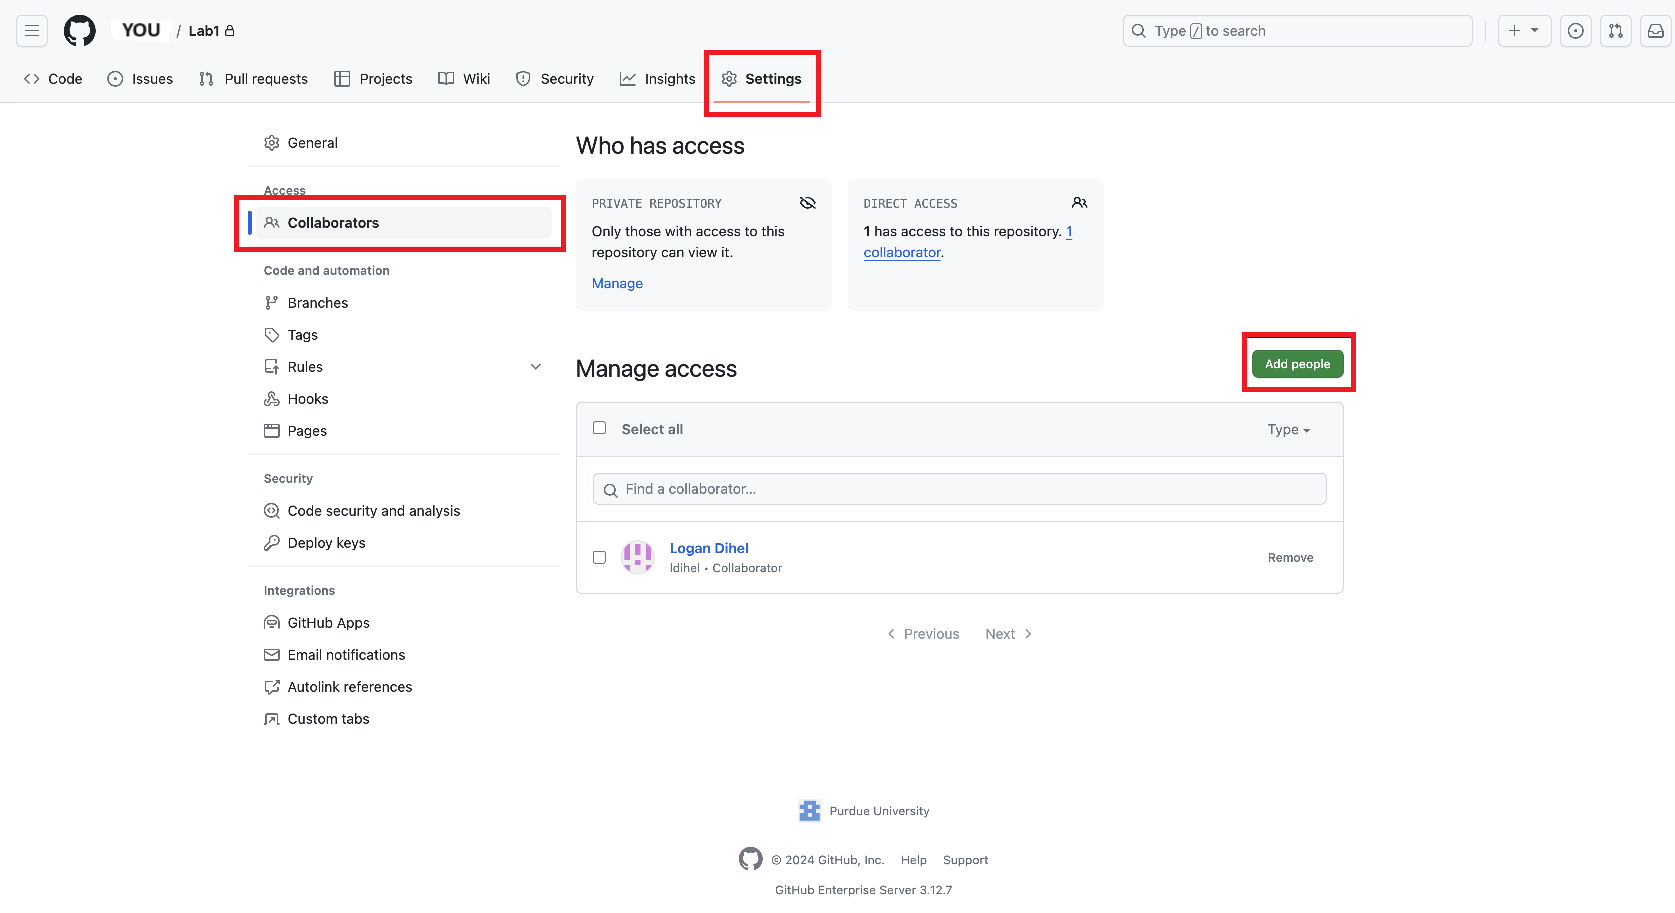 YOU / Lab1
Type / to search
Code
Issues
Pull requests
Projects
Wiki
Security
Insights
Settings
General
Access
Collaborators
Code and automation
Branches
Tags
Rules
Hooks
Pages
Security
Code security and analysis
Deploy keys
Integrations
GitHub Apps
Email notifications
Autolink references
Custom tabs
Who has access
PRIVATE REPOSITORY
Only those with access to this
repository can view it.
Manage
DIRECT ACCESS
1 has access to this repository. 1
collaborator.
Manage access
Add people
Select all
Type
Find a collaborator...
Logan Dihel
ldihel • Collaborator
Remove
Previous
Next
Purdue University
© 2024 GitHub, Inc.
Help
Support
GitHub Enterprise Server 3.12.7